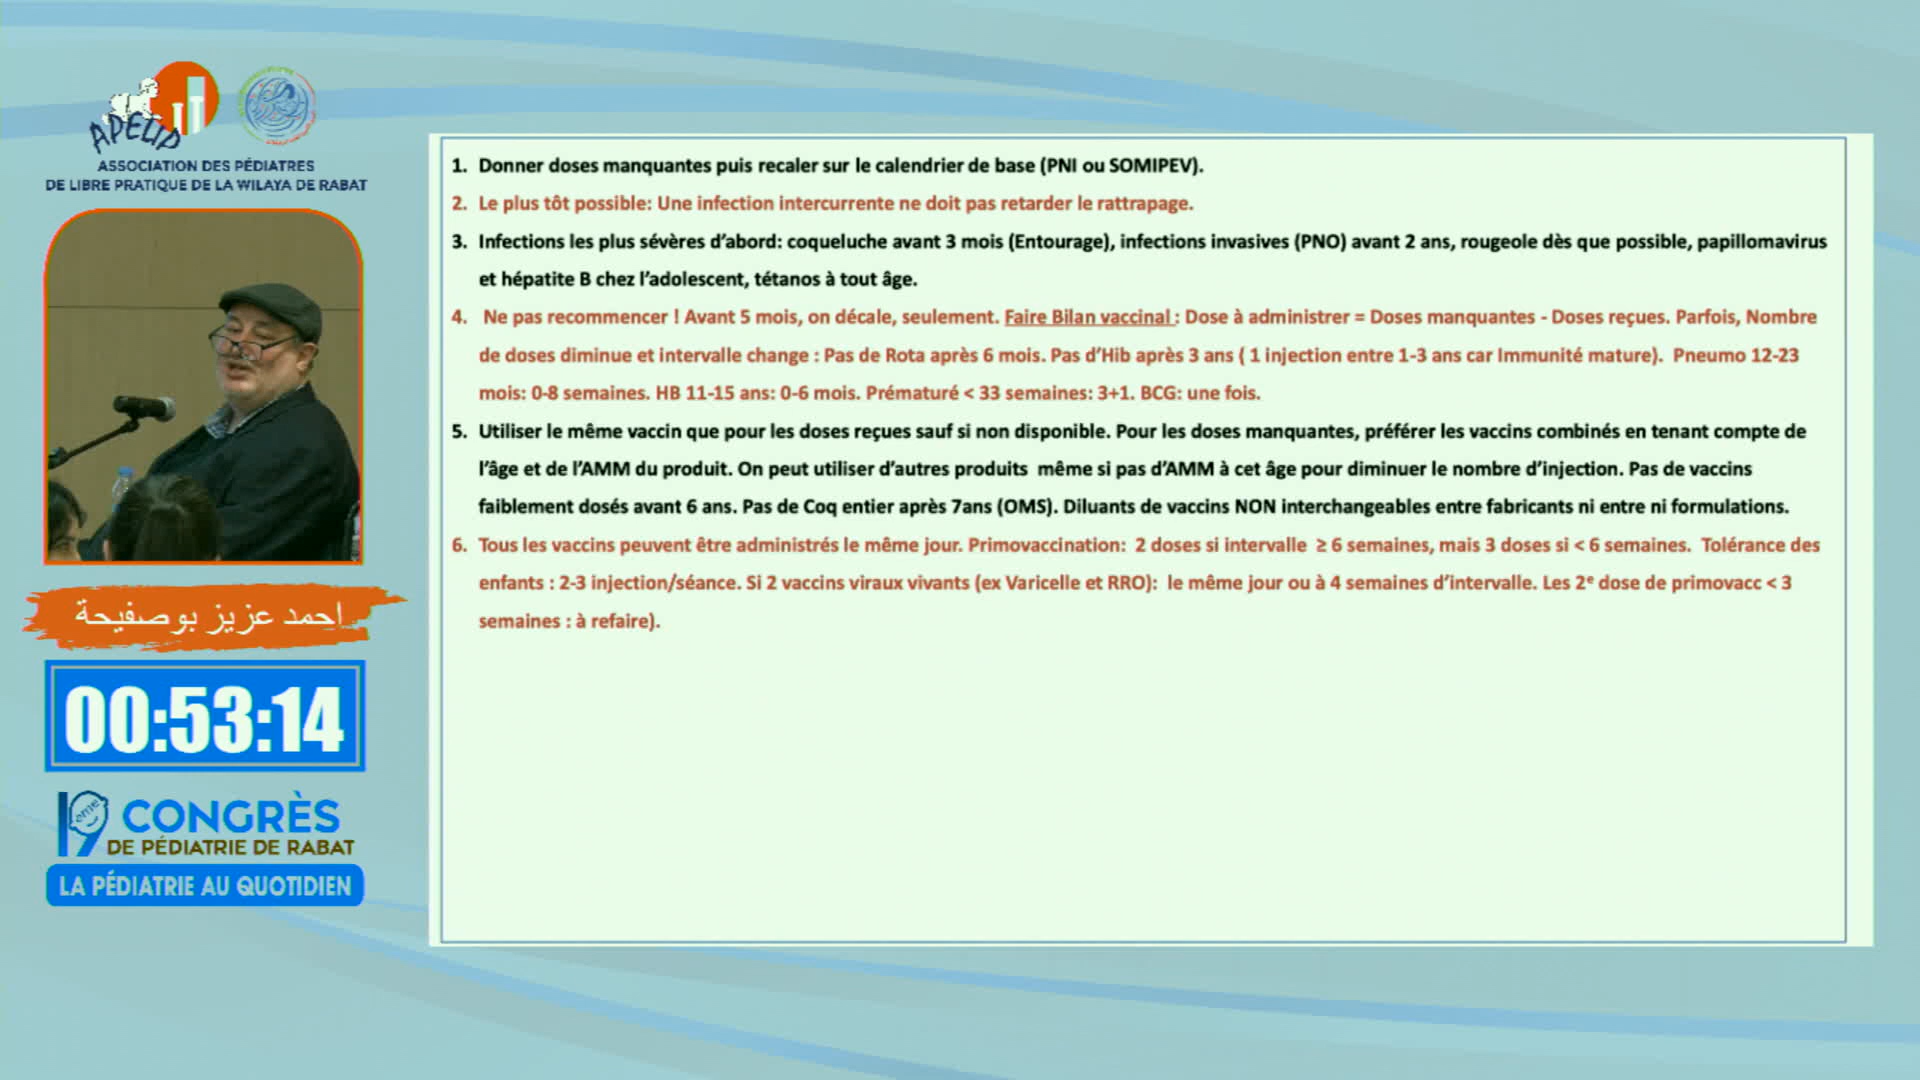 APELIP
ASSOCIATION DES PÉDIATRES
DE LIBRE PRATIQUE DE LA WILAYA DE RABAT
احمد عزيز بوصفيحة
00:53:14
19eme CONGRÈS
DE PÉDIATRIE DE RABAT
LA PÉDIATRIE AU QUOTIDIEN
1. Donner doses manquantes puis recaler sur le calendrier de base (PNI ou SOMIPEV).
2. Le plus tôt possible: Une infection intercurrente ne doit pas retarder le rattrapage.
3. Infections les plus sévères d’abord: coqueluche avant 3 mois (Entourage), infections invasives (PNO) avant 2 ans, rougeole dès que possible, papillomavirus
et hépatite B chez l’adolescent, tétanos à tout âge.
4. Ne pas recommencer ! Avant 5 mois, on décale, seulement. Faire Bilan vaccinal : Dose à administrer = Doses manquantes - Doses reçues. Parfois, Nombre
de doses diminue et intervalle change : Pas de Rota après 6 mois. Pas d’Hib après 3 ans ( 1 injection entre 1-3 ans car Immunité mature). Pneumo 12-23
mois: 0-8 semaines. HB 11-15 ans: 0-6 mois. Prématuré < 33 semaines: 3+1. BCG: une fois.
5. Utiliser le même vaccin que pour les doses reçues sauf si non disponible. Pour les doses manquantes, préférer les vaccins combinés en tenant compte de
l’âge et de l’AMM du produit. On peut utiliser d’autres produits même si pas d’AMM à cet âge pour diminuer le nombre d’injection. Pas de vaccins
faiblement dosés avant 6 ans. Pas de Coq entier après 7ans (OMS). Diluants de vaccins NON interchangeables entre fabricants ni entre ni formulations.
6. Tous les vaccins peuvent être administrés le même jour. Primovaccination: 2 doses si intervalle ≥ 6 semaines, mais 3 doses si < 6 semaines. Tolérance des
enfants : 2-3 injection/séance. Si 2 vaccins viraux vivants (ex Varicelle et RRO): le même jour ou à 4 semaines d’intervalle. Les 2e dose de primovacc < 3
semaines : à refaire).